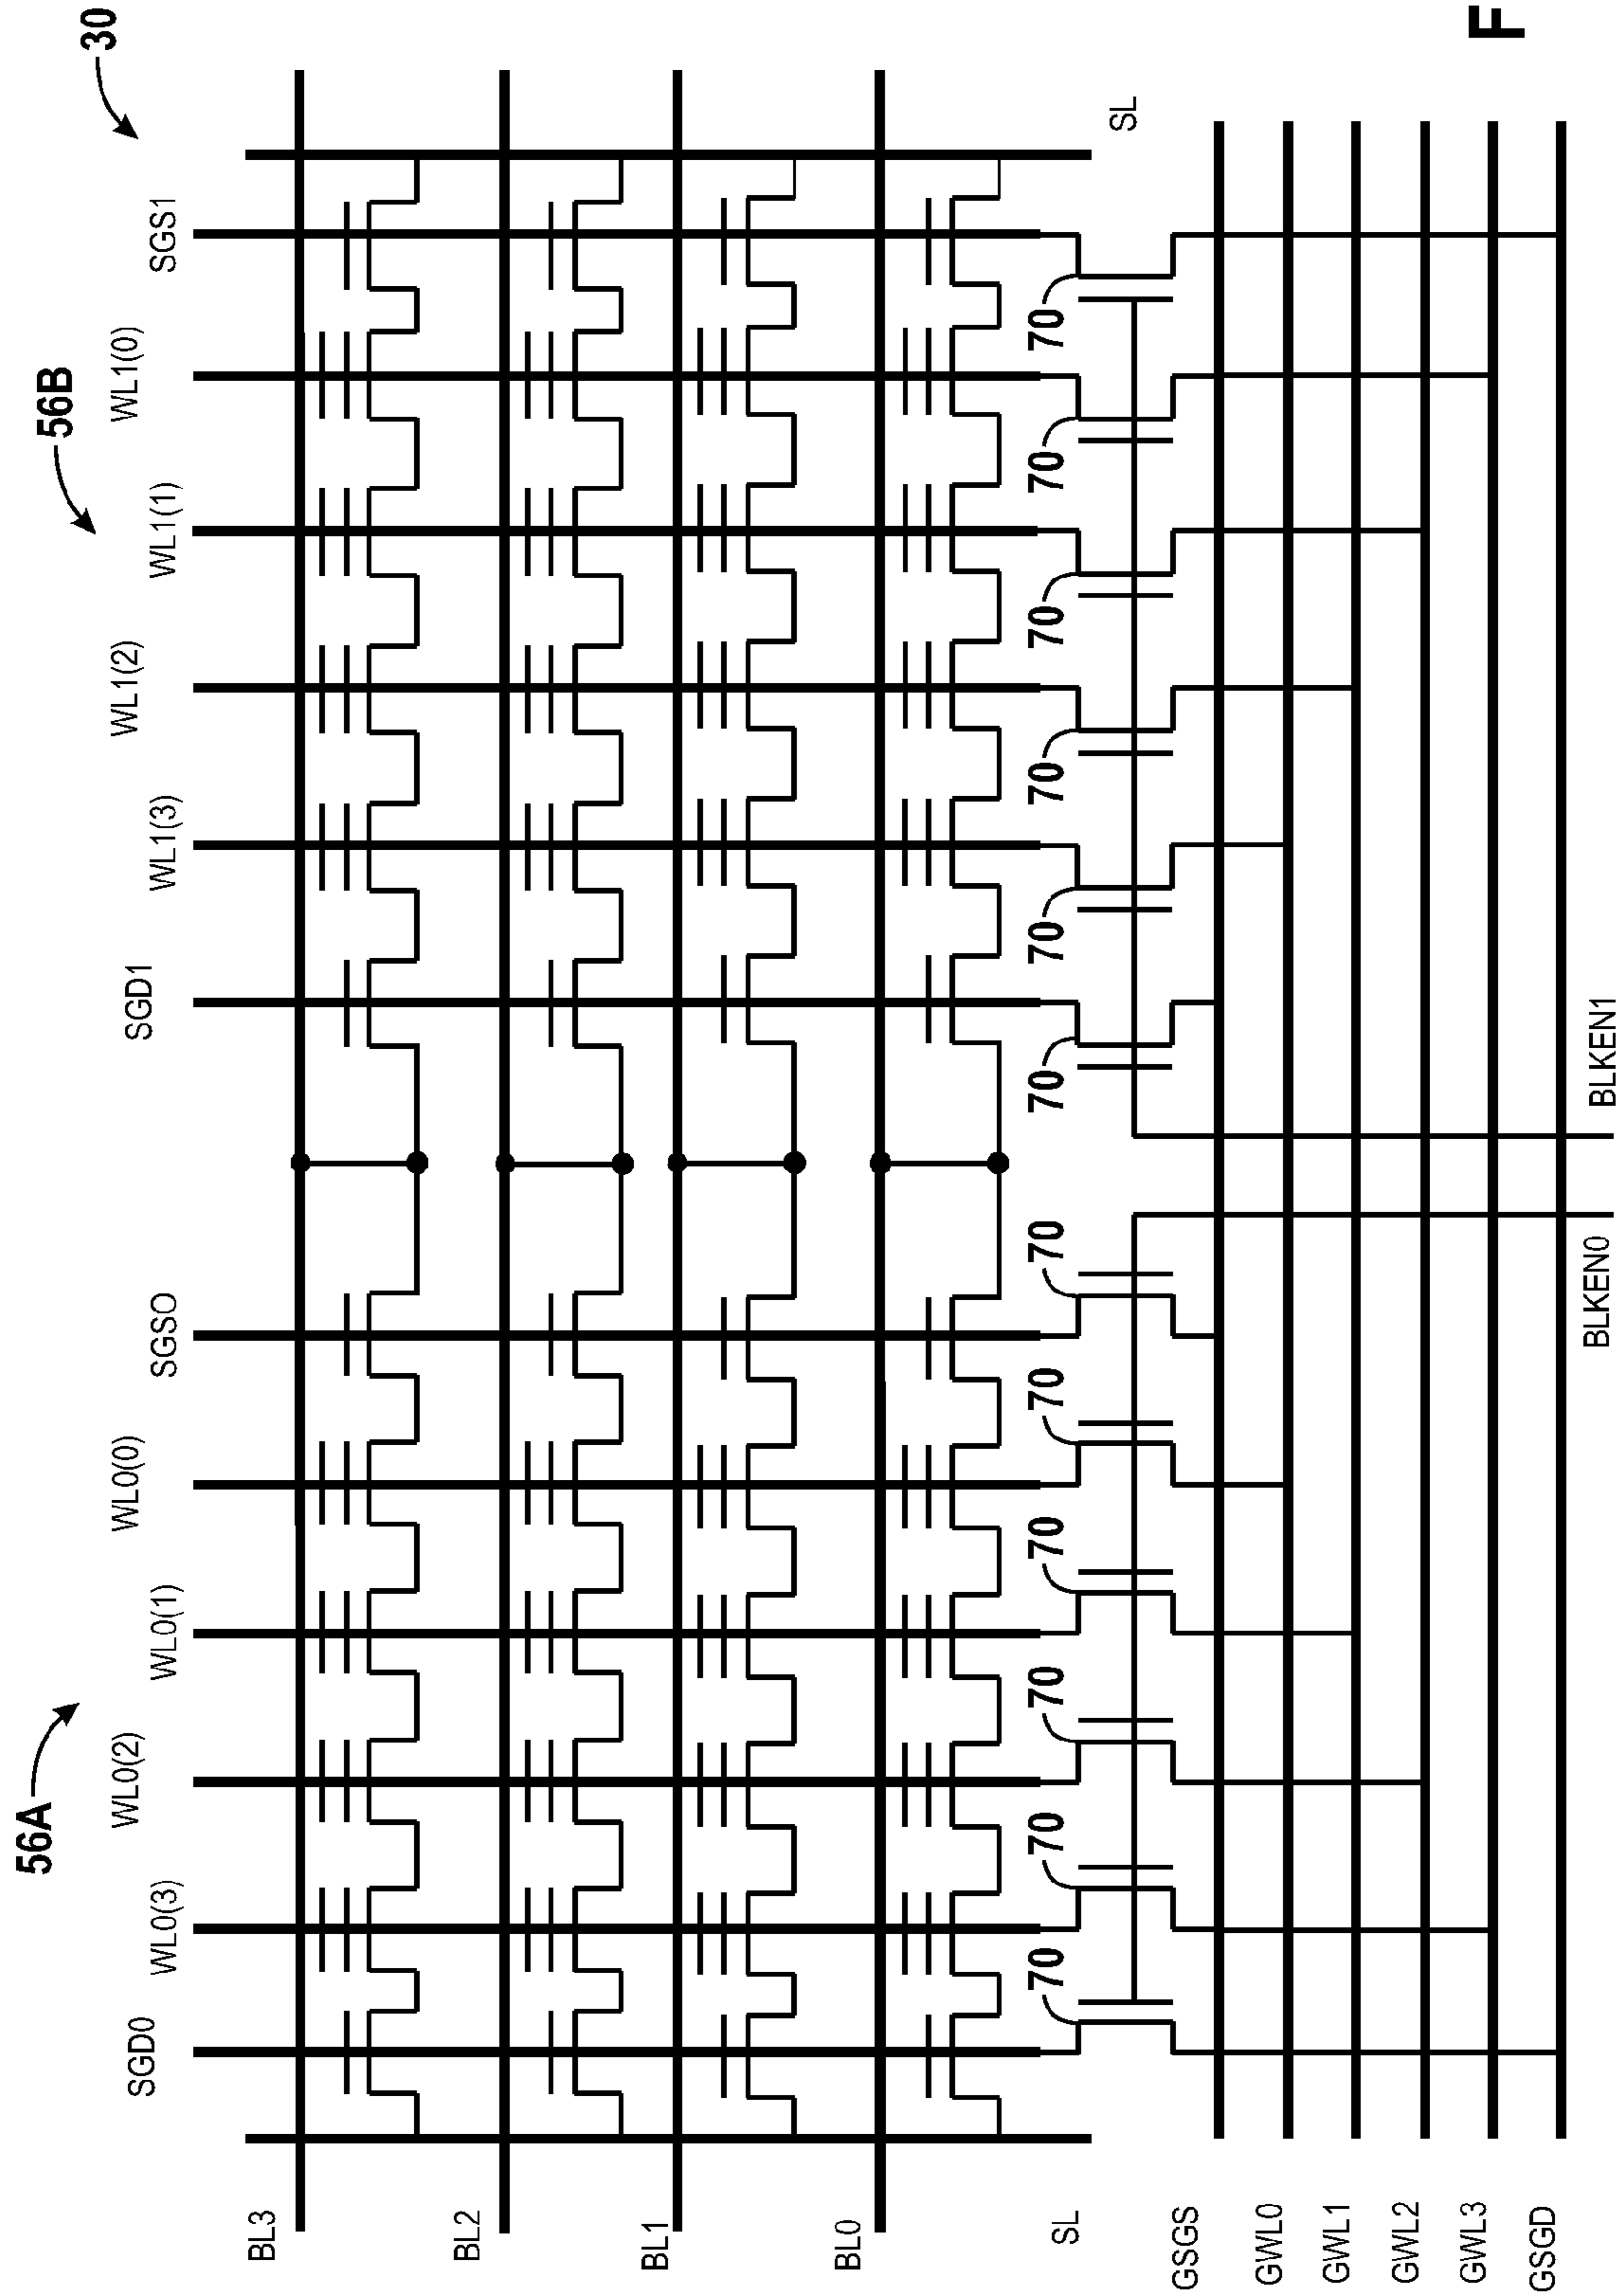 56A
56B
30
SGD0
WL0(3)
WL0(2)
WL0(1)
WL0(0)
SGSO
SGD1
WL1(3)
WL1(2)
WL1(1)
WL1(0)
SGS1
BL3
BL2
BL1
BL0
70
70
70
70
70
70
70
70
70
70
70
70
SL
SL
GSGS
GWL0
GWL1
GWL2
GWL3
GSGD
BLKEN0
BLKEN1
F